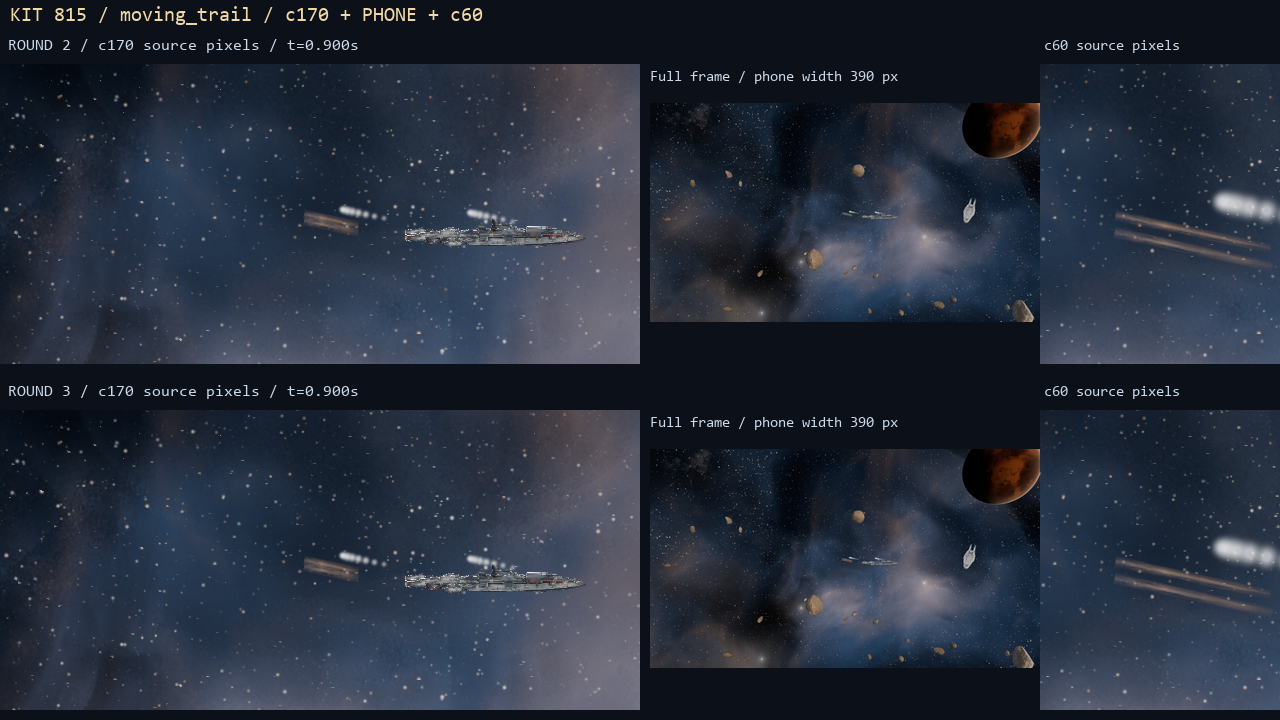 KIT 815 / moving_trail / c170 + PHONE + c60
ROUND 2 / c170 source pixels / t=0.900s
c60 source pixels
Full frame / phone width 390 px
ROUND 3 / c170 source pixels / t=0.900s
c60 source pixels
Full frame / phone width 390 px